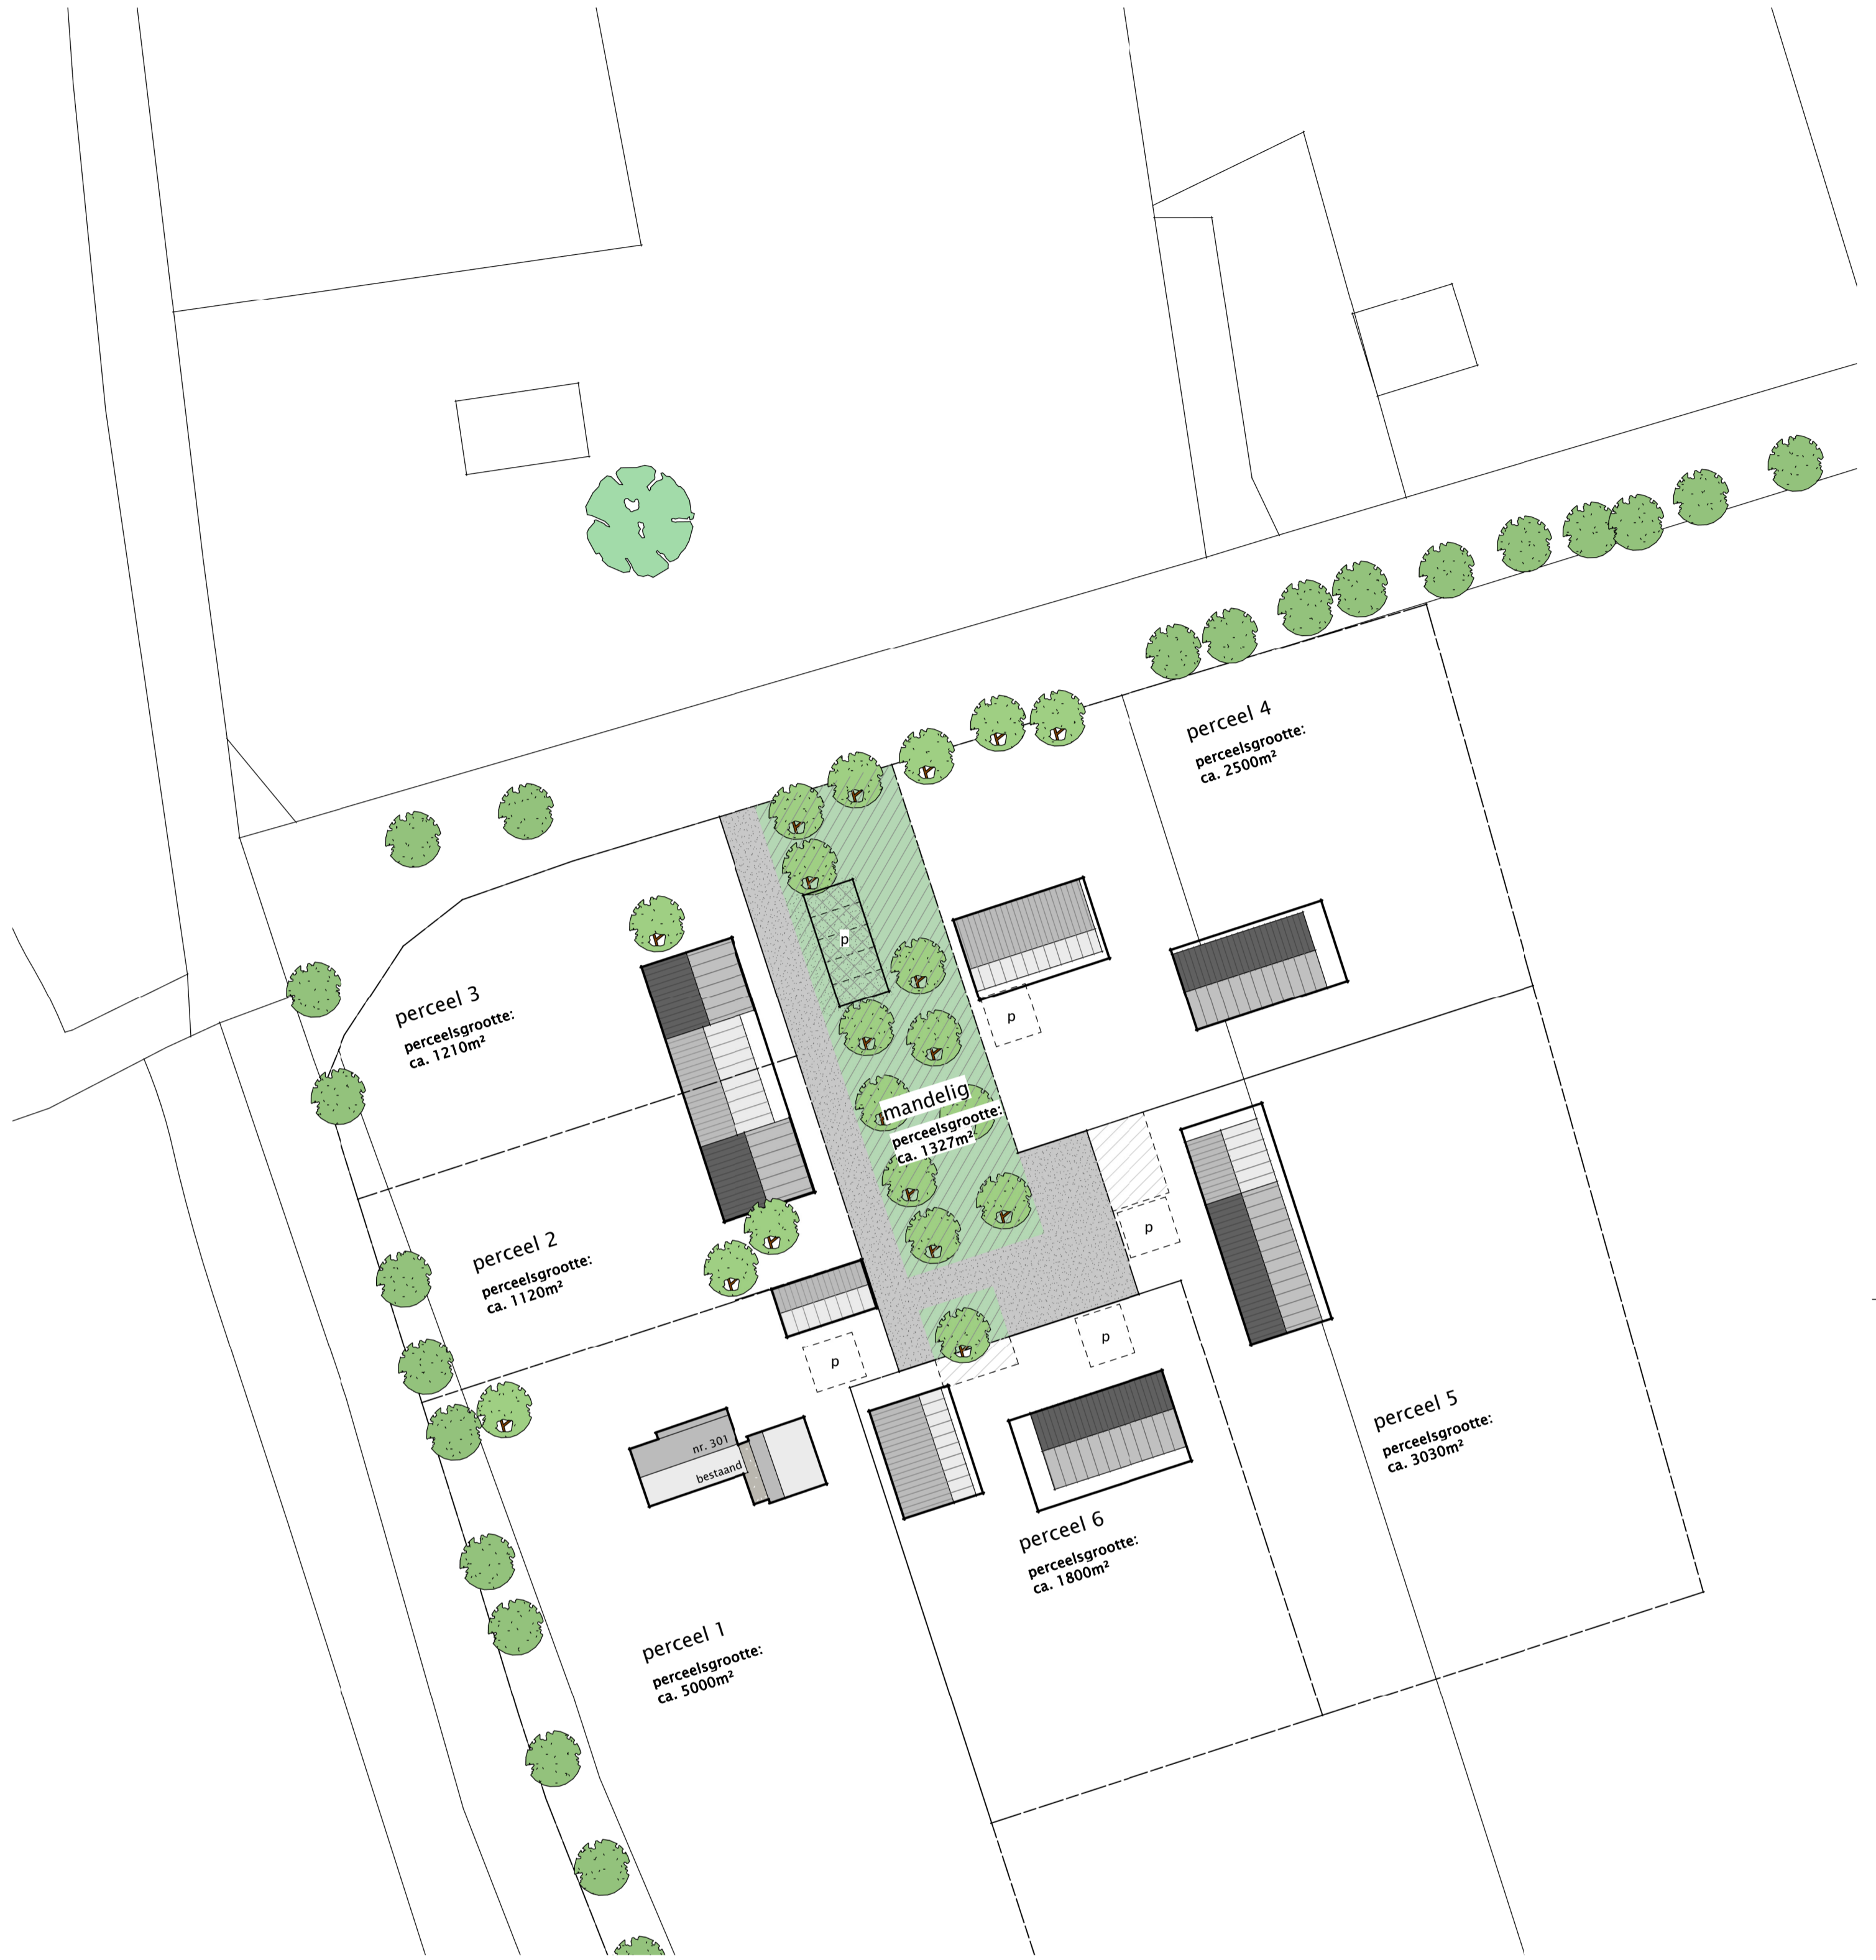 perceel 4
perceelsgrootte:
ca. 2500m²
p
perceel 3
perceelsgrootte:
ca. 1210m²
p
mandelig
perceelsgrootte:
ca. 1327m²
perceel 2
perceelsgrootte:
ca. 1120m²
p
p
p
nr. 301
bestaand
perceel 5
perceelsgrootte:
ca. 3030m²
perceel 6
perceelsgrootte:
ca. 1800m²
perceel 1
perceelsgrootte:
ca. 5000m²